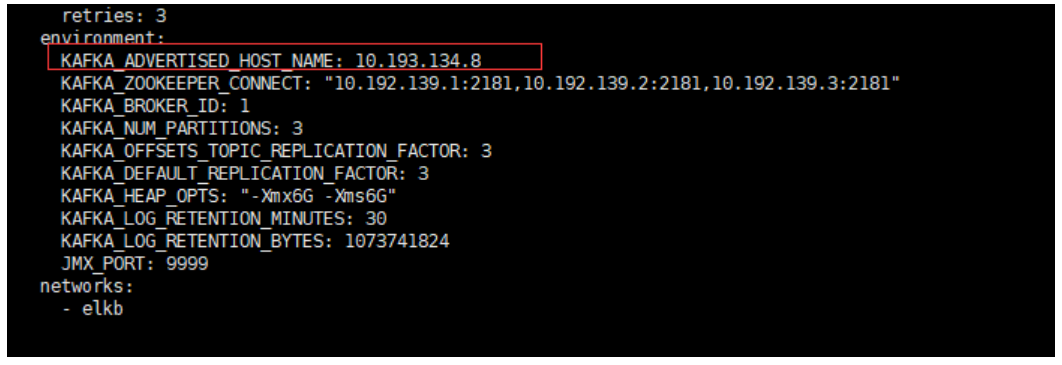 retries: 3
environment:
KAFKA_ADVERTISED_HOST_NAME: 10.193.134.8
KAFKA_ZOOKEEPER_CONNECT: "10.192.139.1:2181,10.192.139.2:2181,10.192.139.3:2181"
KAFKA_BROKER_ID: 1
KAFKA_NUM_PARTITIONS: 3
KAFKA_OFFSETS_TOPIC_REPLICATION_FACTOR: 3
KAFKA_DEFAULT_REPLICATION_FACTOR: 3
KAFKA_HEAP_OPTS: "-Xmx6G -Xms6G"
KAFKA_LOG_RETENTION_MINUTES: 30
KAFKA_LOG_RETENTION_BYTES: 1073741824
JMX_PORT: 9999
networks:
- elkb